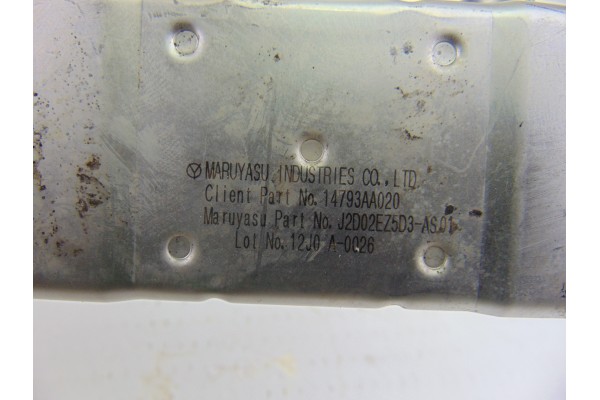 MARUYASU INDUSTRIES CO., LTD.
Client Part No. 14793AA020
Maruyasu Part No. J2D02EZ5D3-AS01
Lot No. 12J0 A-0026